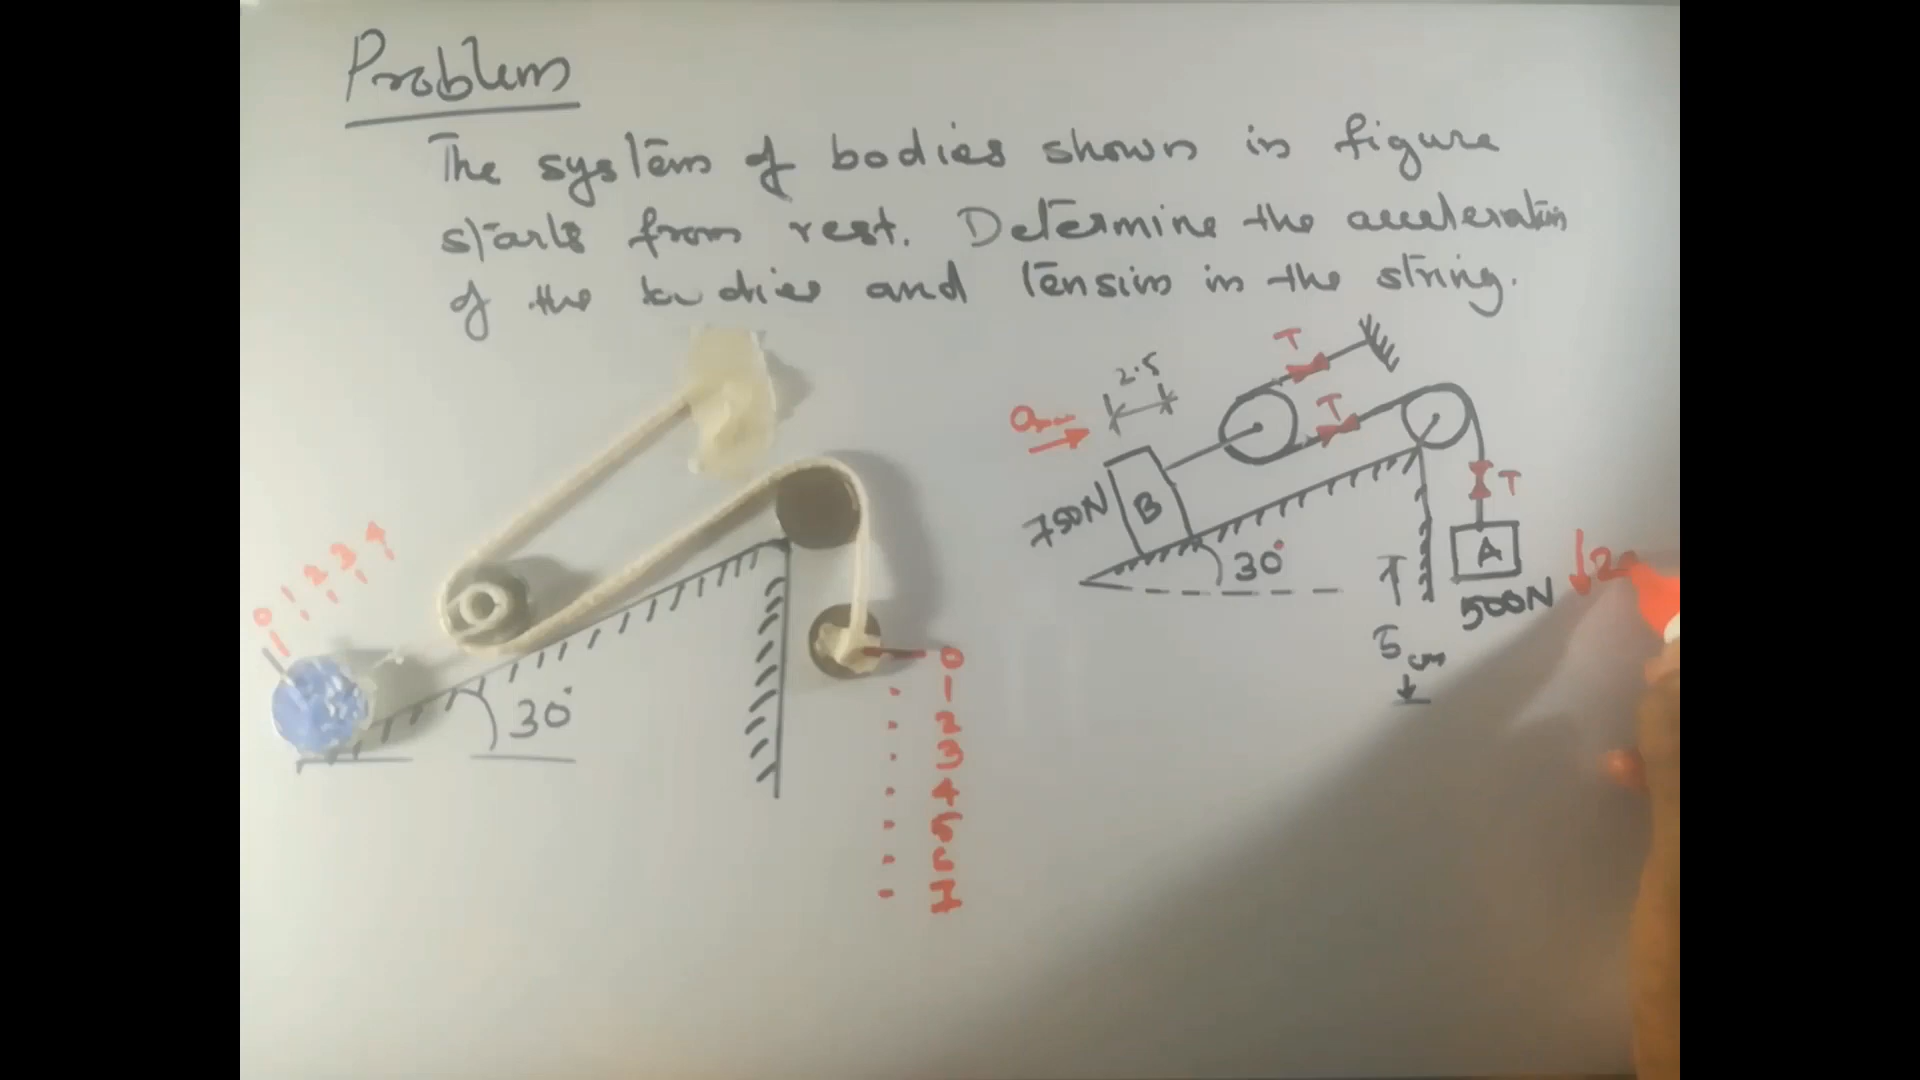 Problem
The system of bodies shown in figure
starts from rest. Determine the acceleration
of the bodies and tension in the string.
T
2.5
a
T
T
750N
B
30°
A
500N
5 cm
0 1 2 3 4
30°
0
1
2
3
4
5
6
7